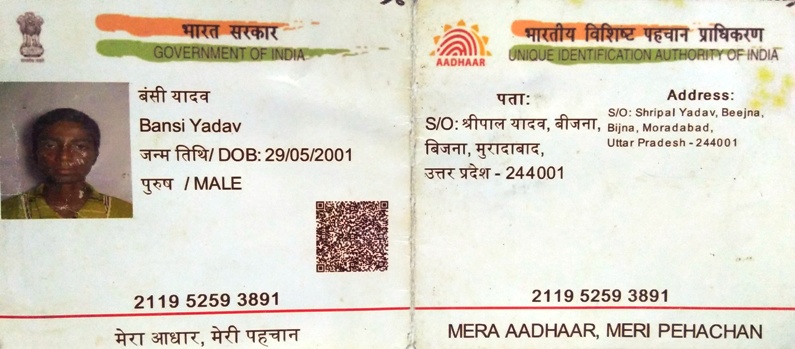 भारत सरकार
GOVERNMENT OF INDIA
बंसी यादव
Bansi Yadav
जन्म तिथि/ DOB: 29/05/2001
पुरुष / MALE
2119 5259 3891
मेरा आधार, मेरी पहचान
AADHAAR
भारतीय विशिष्ट पहचान प्राधिकरण
UNIQUE IDENTIFICATION AUTHORITY OF INDIA
पता:
S/O: श्रीपाल यादव, बीजना,
बिजना, मुरादाबाद,
उत्तर प्रदेश - 244001
Address:
S/O: Shripal Yadav, Beejna,
Bijna, Moradabad,
Uttar Pradesh - 244001
2119 5259 3891
MERA AADHAAR, MERI PEHACHAN